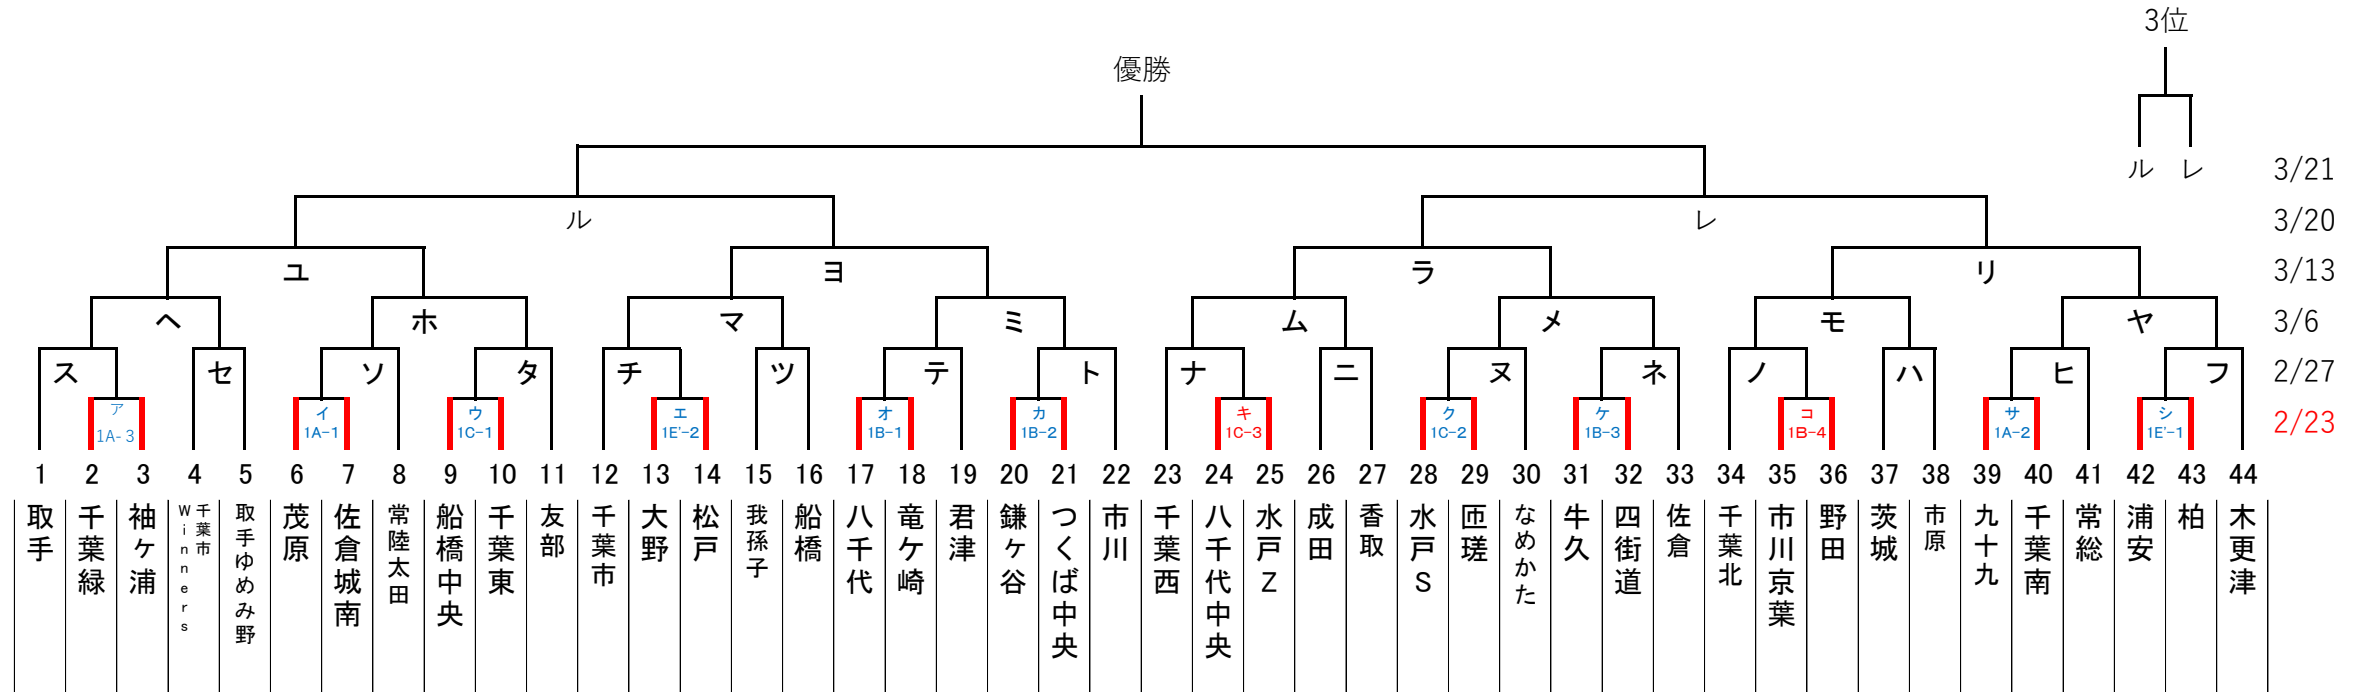 3位
優勝
ル レ 3/21
ル レ 3/20
ユ ヨ ラ リ 3/13
ヘ ホ マ ミ ム メ モ ヤ 3/6
ス セ ソ タ チ ツ テ ト ナ ニ ヌ ネ ノ ハ ヒ フ 2/27
ア イ ウ エ オ カ キ ク ケ コ サ シ 2/23
1A-3 1A-1 1C-1 1E'-2 1B-1 1B-2 1C-3 1C-2 1B-3 1B-4 1A-2 1E'-1
1 2 3 4 5 6 7 8 9 10 11 12 13 14 15 16 17 18 19 20 21 22 23 24 25 26 27 28 29 30 31 32 33 34 35 36 37 38 39 40 41 42 43 44
取手
千葉緑
袖ヶ浦
千葉市
Winners
取手ゆめみ野
茂原
佐倉城南
常陸太田
船橋中央
千葉東
友部
千葉市
大野
松戸
我孫子
船橋
八千代
竜ケ崎
君津
鎌ヶ谷
つくば中央
市川
千葉西
八千代中央
水戸Z
成田
香取
水戸S
匝瑳
なめかた
牛久
四街道
佐倉
千葉北
市川京葉
野田
茨城
市原
九十九
千葉南
常総
浦安
柏
木更津